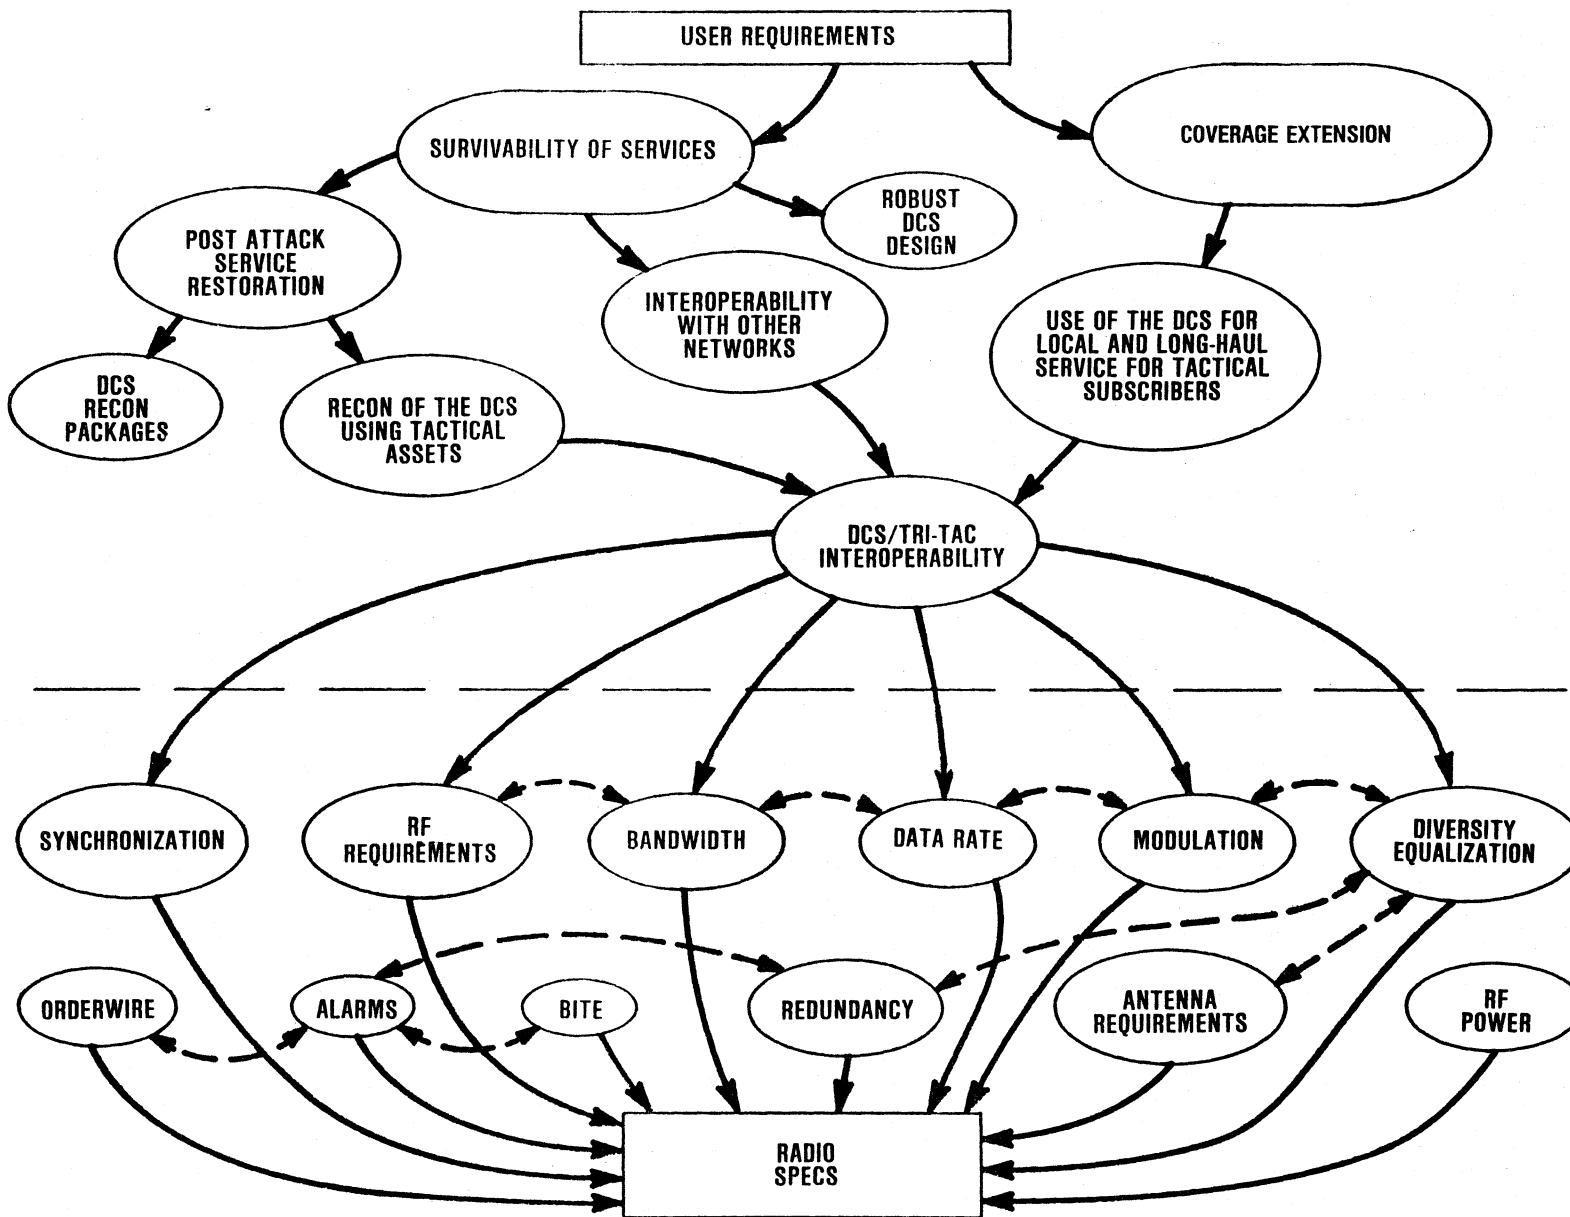 USER REQUIREMENTS
SURVIVABILITY OF SERVICES
COVERAGE EXTENSION
ROBUST
DCS
DESIGN
POST ATTACK
SERVICE
RESTORATION
INTEROPERABILITY
WITH OTHER
NETWORKS
USE OF THE DCS FOR
LOCAL AND LONG-HAUL
SERVICE FOR TACTICAL
SUBSCRIBERS
DCS
RECON
PACKAGES
RECON OF THE DCS
USING TACTICAL
ASSETS
DCS/TRI-TAC
INTEROPERABILITY
SYNCHRONIZATION
RF
REQUIREMENTS
BANDWIDTH
DATA RATE
MODULATION
DIVERSITY
EQUALIZATION
ORDERWIRE
ALARMS
BITE
REDUNDANCY
ANTENNA
REQUIREMENTS
RF
POWER
RADIO
SPECS